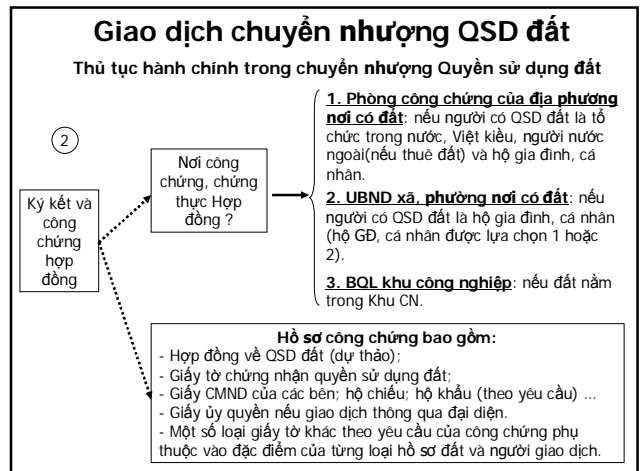 Giao dịch chuyển nhượng QSD đất
Thủ tục hành chính trong chuyển nhượng Quyền sử dụng đất
2
Ký kết và
công
chứng
hợp
đồng
Nơi công
chứng, chứng
thực Hợp
đồng ?
1. Phòng công chứng của địa phương
nơi có đất: nếu người có QSD đất là tổ
chức trong nước, Việt kiều, người nước
ngoài(nếu thuê đất) và hộ gia đình, cá
nhân.
2. UBND xã, phường nơi có đất: nếu
người có QSD đất là hộ gia đình, cá nhân
(hộ GĐ, cá nhân được lựa chọn 1 hoặc
2).
3. BQL khu công nghiệp: nếu đất nằm
trong Khu CN.
Hồ sơ công chứng bao gồm:
- Hợp đồng về QSD đất (dự thảo);
- Giấy tờ chứng nhận quyền sử dụng đất;
- Giấy CMND của các bên; hộ chiếu; hộ khẩu (theo yêu cầu) ...
- Giấy ủy quyền nếu giao dịch thông qua đại diện.
- Một số loại giấy tờ khác theo yêu cầu của công chứng phụ
thuộc vào đặc điểm của từng loại hồ sơ đất và người giao dịch.